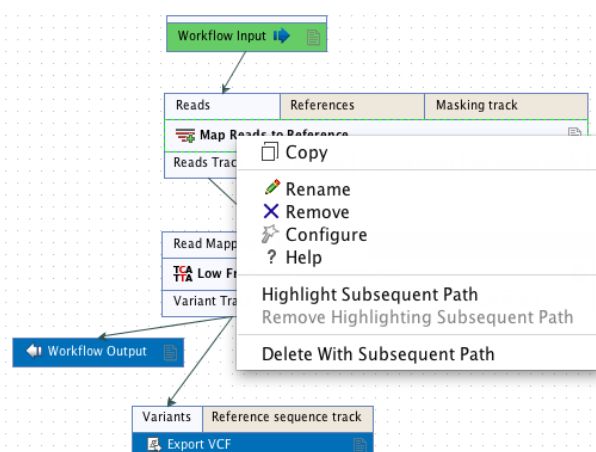 Workflow Input
Reads References Masking track
Map Reads to Reference
Reads Trac
Copy
Rename
Remove
Configure
? Help
Highlight Subsequent Path
Remove Highlighting Subsequent Path
Delete With Subsequent Path
Read Mapp
TCA
TTA
Low Fr
Variant Tra
Workflow Output
Variants Reference sequence track
Export VCF